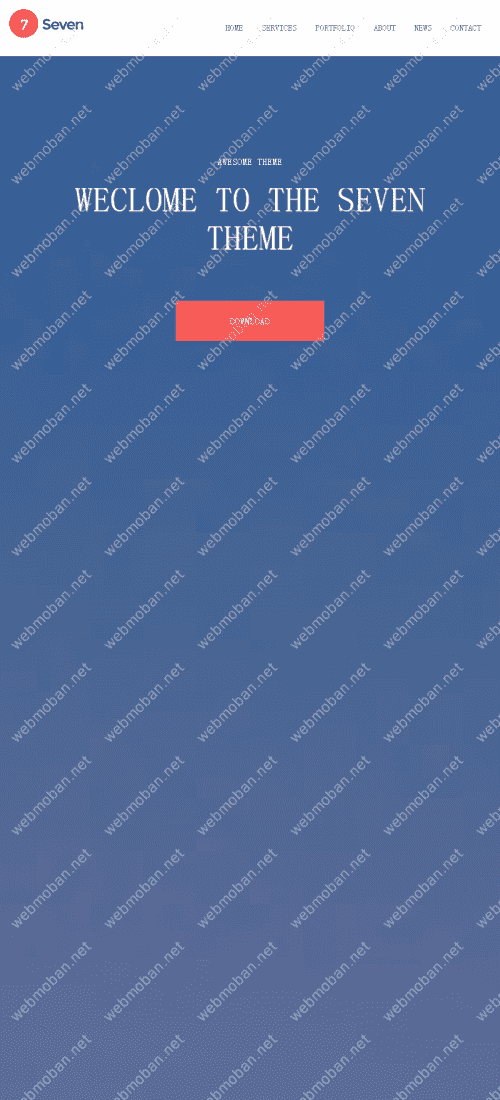 7 Seven
HOME SERVICES PORTFOLIO ABOUT NEWS CONTACT
AWESOME THEME
WECLOME TO THE SEVEN
THEME
DOWNLOAD
webmoban.net